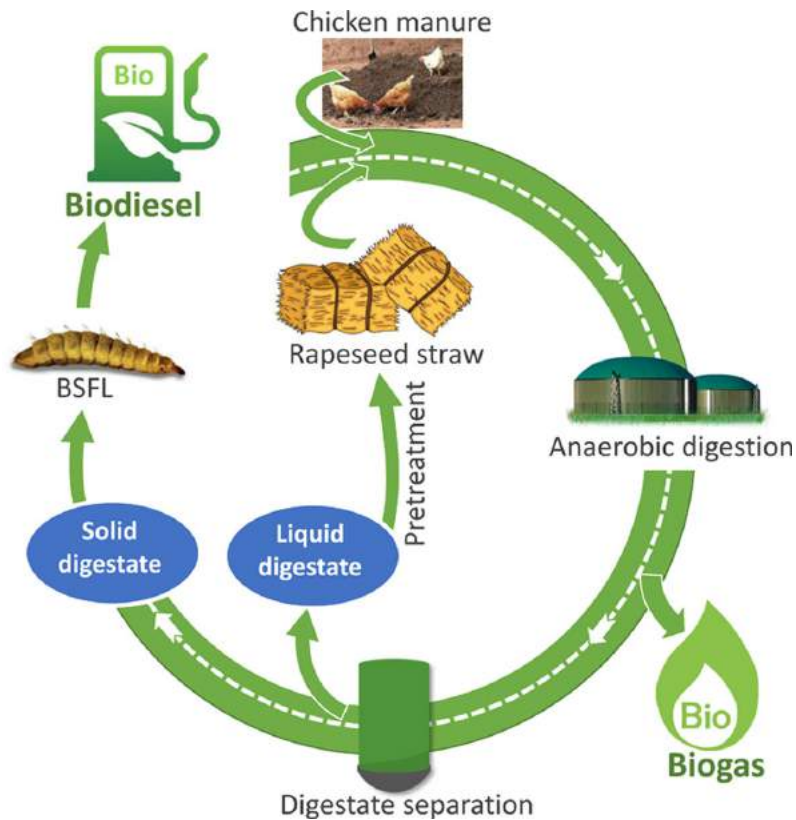 Chicken manure
Bio
Biodiesel
Rapeseed straw
BSFL
Anaerobic digestion
Pretreatment
Solid
digestate
Liquid
digestate
Bio
Biogas
Digestate separation